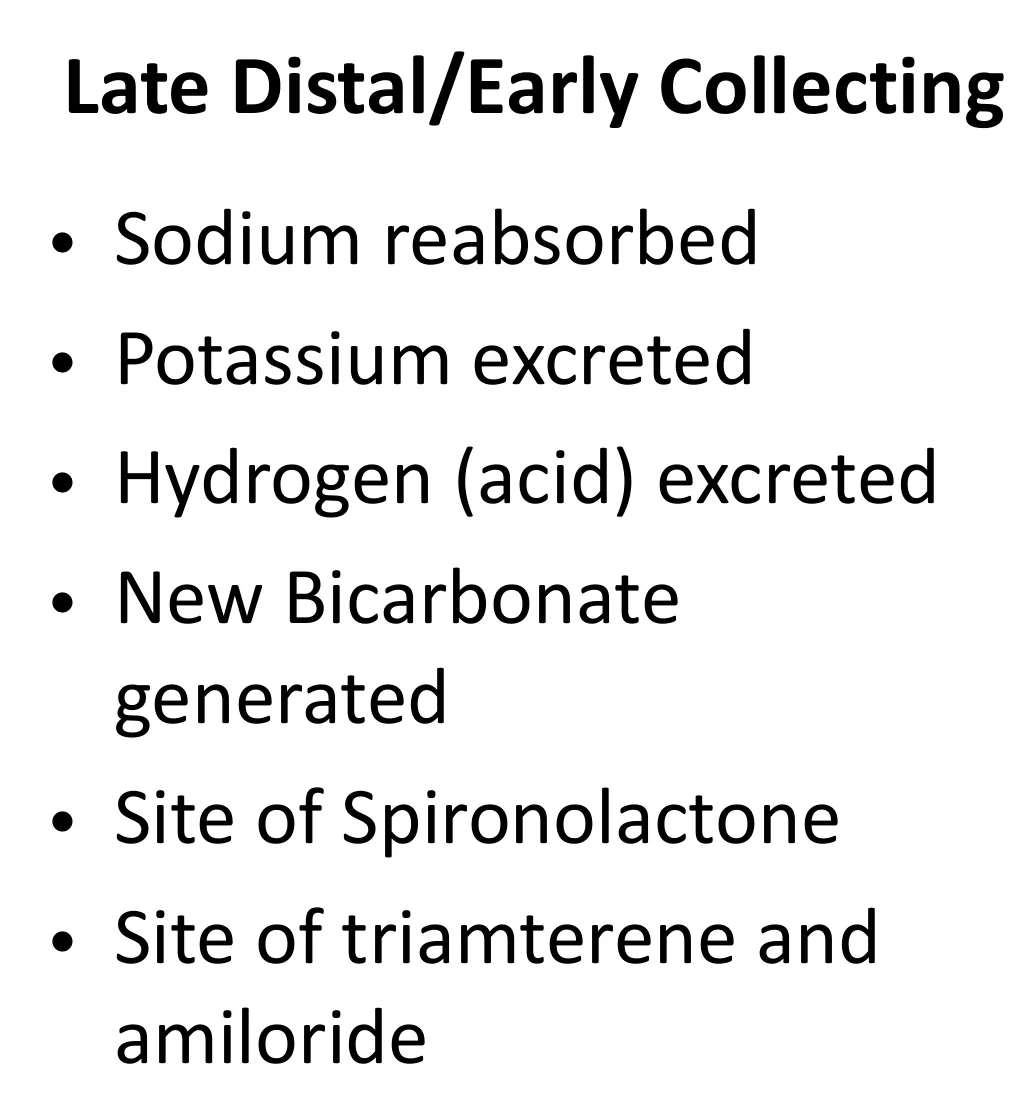 Late Distal/Early Collecting
• Sodium reabsorbed
• Potassium excreted
• Hydrogen (acid) excreted
• New Bicarbonate
generated
• Site of Spironolactone
• Site of triamterene and
amiloride